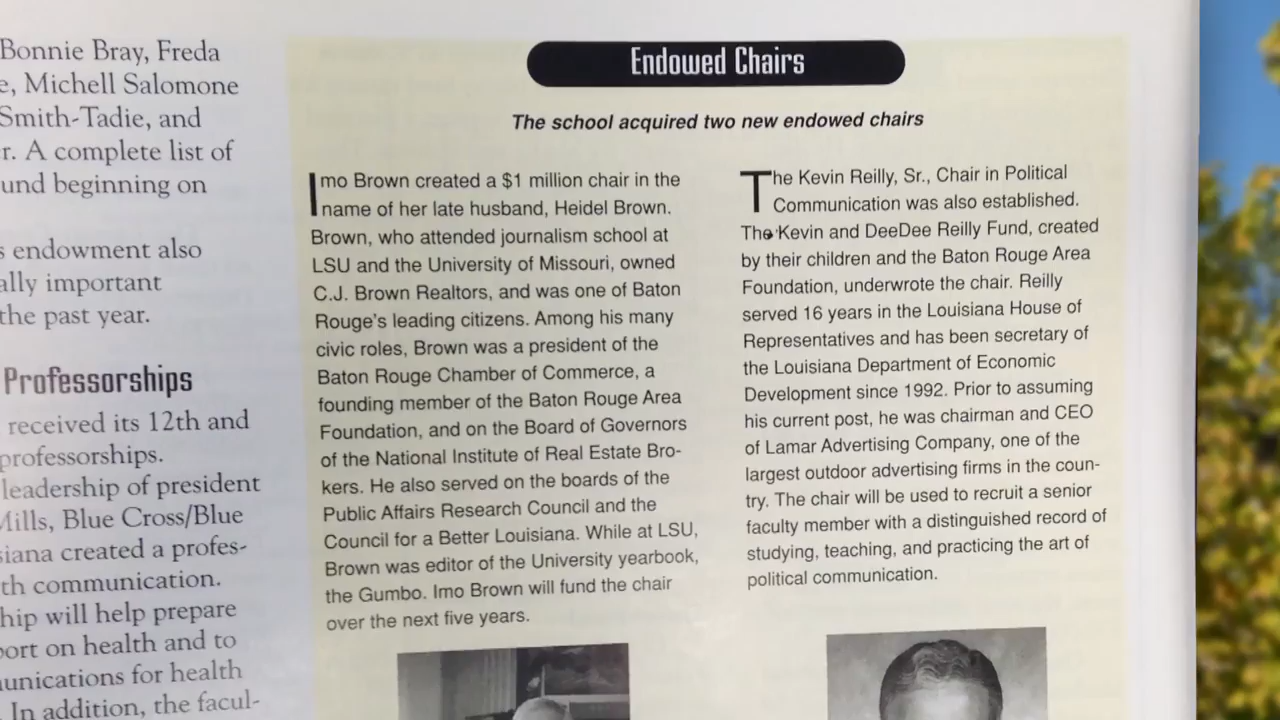 Bonnie Bray, Freda
e, Michell Salomone
Smith-Tadie, and
r. A complete list of
und beginning on
s endowment also
ally important
the past year.
Professorships
received its 12th and
professorships.
leadership of president
Mills, Blue Cross/Blue
siana created a profes-
th communication.
hip will help prepare
port on health and to
munications for health
. In addition, the facul-
Endowed Chairs
The school acquired two new endowed chairs
Imo Brown created a $1 million chair in the
name of her late husband, Heidel Brown.
Brown, who attended journalism school at
LSU and the University of Missouri, owned
C.J. Brown Realtors, and was one of Baton
Rouge's leading citizens. Among his many
civic roles, Brown was a president of the
Baton Rouge Chamber of Commerce, a
founding member of the Baton Rouge Area
Foundation, and on the Board of Governors
of the National Institute of Real Estate Bro-
kers. He also served on the boards of the
Public Affairs Research Council and the
Council for a Better Louisiana. While at LSU,
Brown was editor of the University yearbook,
the Gumbo. Imo Brown will fund the chair
over the next five years.
The Kevin Reilly, Sr., Chair in Political
Communication was also established.
The Kevin and DeeDee Reilly Fund, created
by their children and the Baton Rouge Area
Foundation, underwrote the chair. Reilly
served 16 years in the Louisiana House of
Representatives and has been secretary of
the Louisiana Department of Economic
Development since 1992. Prior to assuming
his current post, he was chairman and CEO
of Lamar Advertising Company, one of the
largest outdoor advertising firms in the coun-
try. The chair will be used to recruit a senior
faculty member with a distinguished record of
studying, teaching, and practicing the art of
political communication.